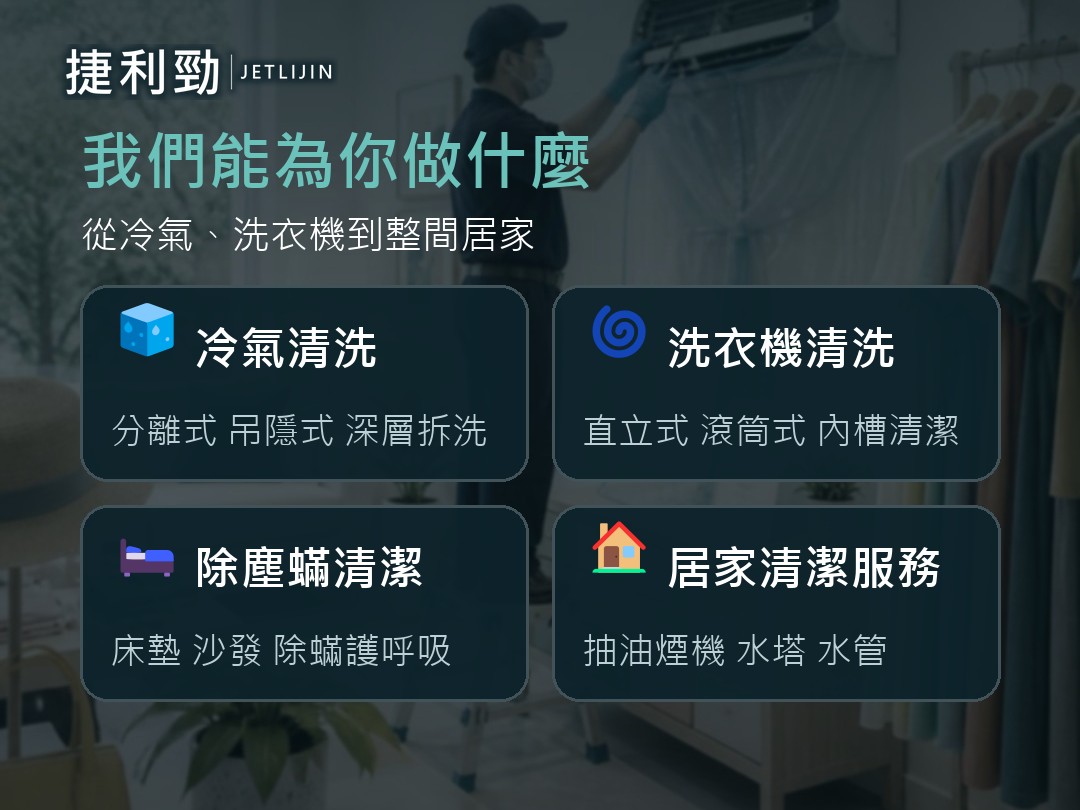 捷利勁 JETLIJIN
我們能為你做什麼
從冷氣、洗衣機到整間居家
冷氣清洗
分離式 吊隱式 深層拆洗
洗衣機清洗
直立式 滾筒式 內槽清潔
除塵蟎清潔
床墊 沙發 除蟎護呼吸
居家清潔服務
抽油煙機 水塔 水管